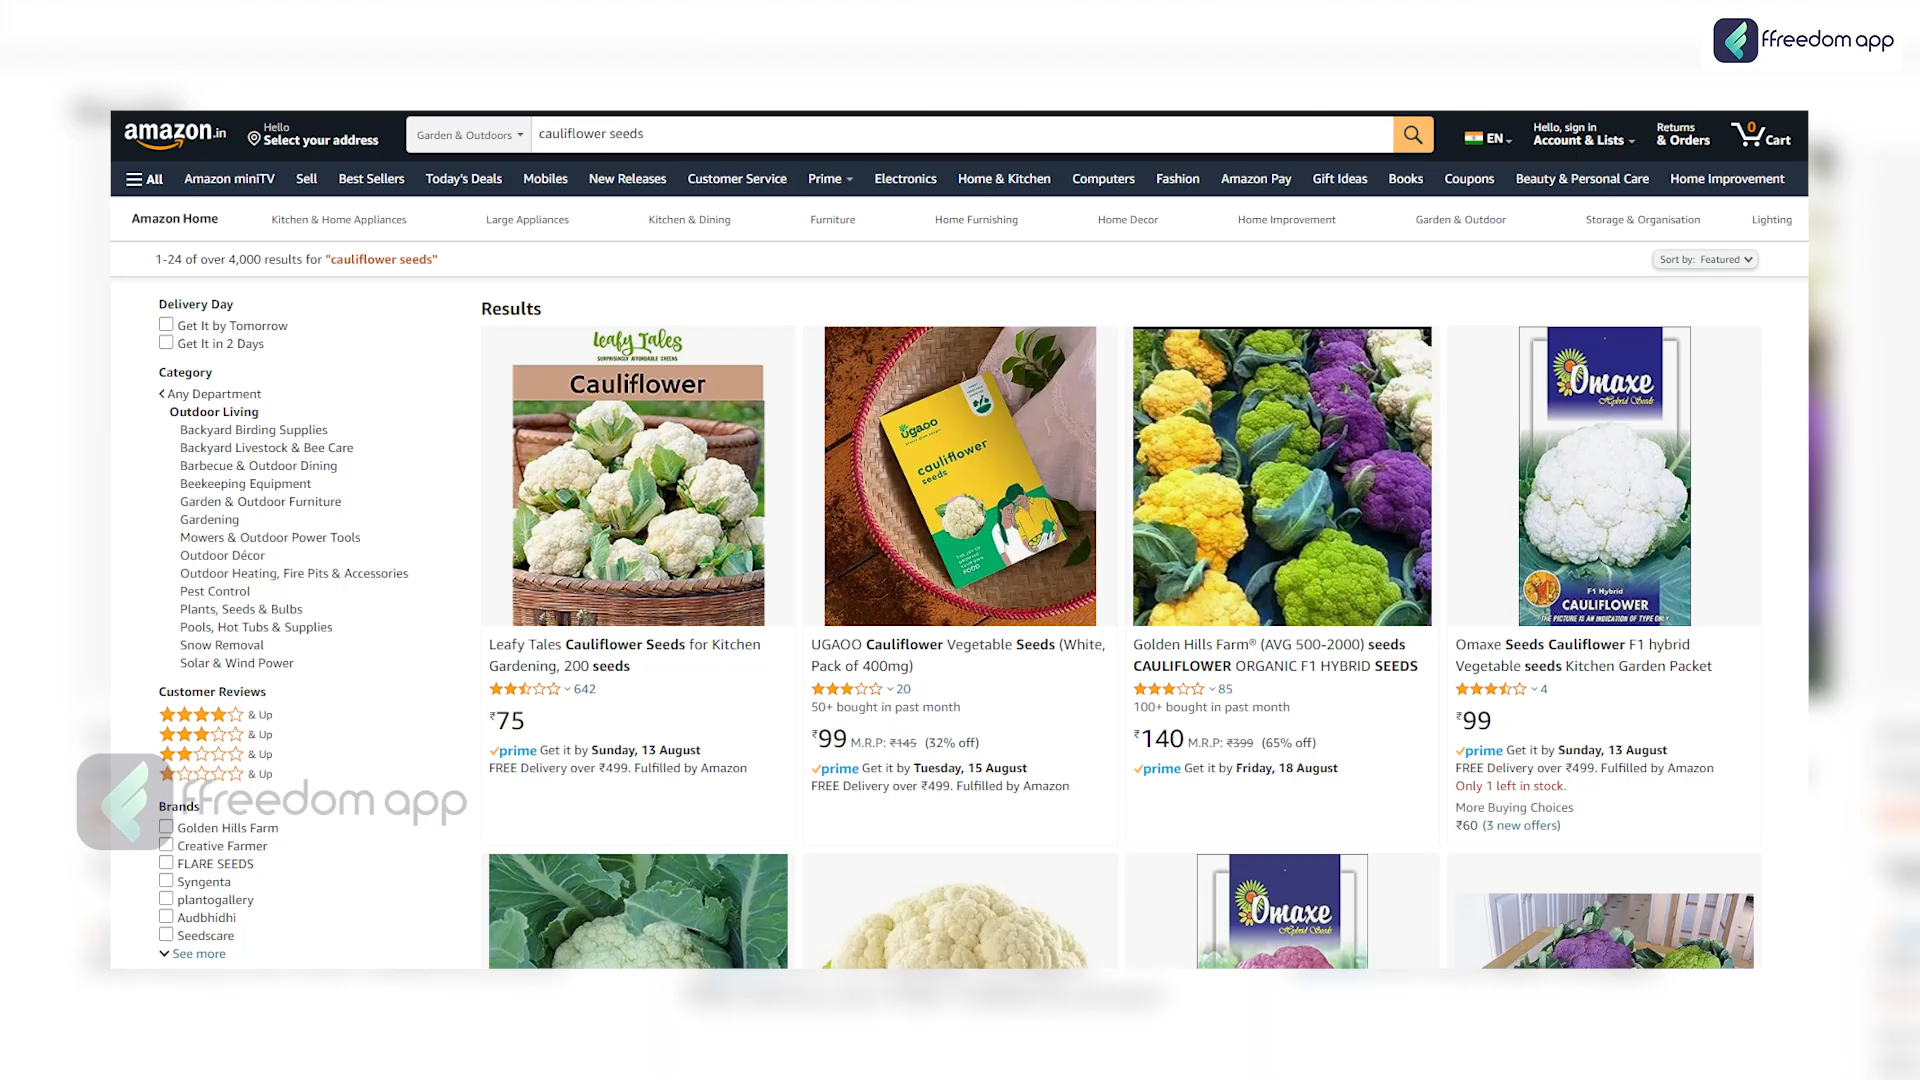 ffreedom app
amazon.in
Hello
Select your address
Garden & Outdoors
cauliflower seeds
EN
Hello, sign in
Account & Lists
Returns
& Orders
0
Cart
All
Amazon miniTV
Sell
Best Sellers
Today's Deals
Mobiles
New Releases
Customer Service
Prime
Electronics
Home & Kitchen
Computers
Fashion
Amazon Pay
Gift Ideas
Books
Coupons
Beauty & Personal Care
Home Improvement
Amazon Home
Kitchen & Home Appliances
Large Appliances
Kitchen & Dining
Furniture
Home Furnishing
Home Decor
Home Improvement
Garden & Outdoor
Storage & Organisation
Lighting
1-24 of over 4,000 results for "cauliflower seeds"
Sort by: Featured
Delivery Day
Get It by Tomorrow
Get It in 2 Days
Category
Any Department
Outdoor Living
Backyard Birding Supplies
Backyard Livestock & Bee Care
Barbecue & Outdoor Dining
Beekeeping Equipment
Garden & Outdoor Furniture
Gardening
Mowers & Outdoor Power Tools
Outdoor Décor
Outdoor Heating, Fire Pits & Accessories
Pest Control
Plants, Seeds & Bulbs
Pools, Hot Tubs & Supplies
Snow Removal
Solar & Wind Power
Customer Reviews
& Up
& Up
& Up
& Up
ffreedom app
Brands
Golden Hills Farm
Creative Farmer
FLARE SEEDS
Syngenta
plantogallery
Audbhidhi
Seedscare
See more
Results
Leafy Tales
SURPRISINGLY AFFORDABLE GREENS
Cauliflower
Leafy Tales Cauliflower Seeds for Kitchen
Gardening, 200 seeds
642
₹75
prime Get it by Sunday, 13 August
FREE Delivery over ₹499. Fulfilled by Amazon
ugaoo
cauliflower
seeds
THE JOY OF
GROWING
YOUR OWN
FOOD
UGAOO Cauliflower Vegetable Seeds (White,
Pack of 400mg)
20
50+ bought in past month
₹99 M.R.P: ₹145 (32% off)
prime Get it by Tuesday, 15 August
FREE Delivery over ₹499. Fulfilled by Amazon
Golden Hills Farm® (AVG 500-2000) seeds
CAULIFLOWER ORGANIC F1 HYBRID SEEDS
85
100+ bought in past month
₹140 M.R.P: ₹399 (65% off)
prime Get it by Friday, 18 August
Omaxe
Hybrid Seeds
F1 Hybrid
CAULIFLOWER
THE PICTURE IS AN INDICATION OF TYPE ONLY
Omaxe Seeds Cauliflower F1 hybrid
Vegetable seeds Kitchen Garden Packet
4
₹99
prime Get it by Sunday, 13 August
FREE Delivery over ₹499. Fulfilled by Amazon
Only 1 left in stock.
More Buying Choices
₹60 (3 new offers)
Omaxe
Hybrid Seeds